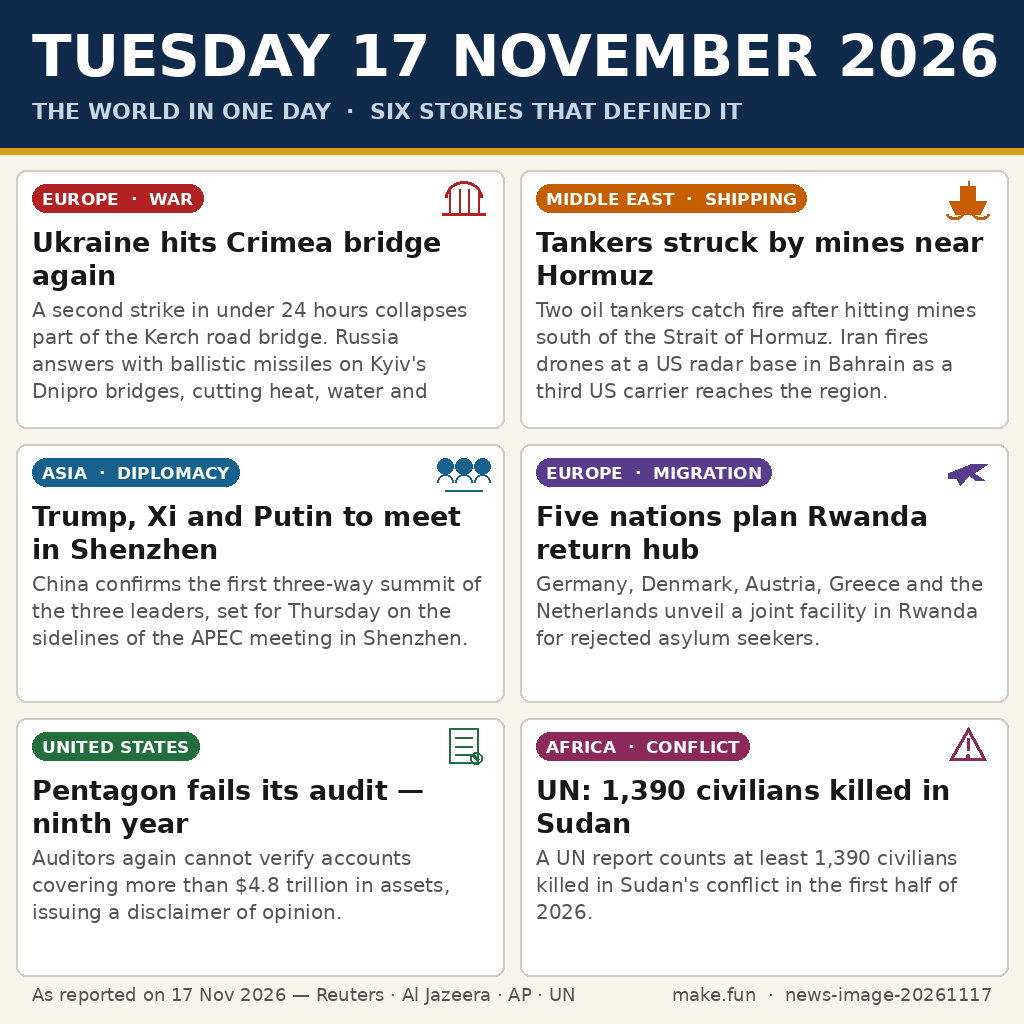 TUESDAY 17 NOVEMBER 2026
THE WORLD IN ONE DAY · SIX STORIES THAT DEFINED IT
EUROPE · WAR
Ukraine hits Crimea bridge
again
A second strike in under 24 hours collapses
part of the Kerch road bridge. Russia
answers with ballistic missiles on Kyiv's
Dnipro bridges, cutting heat, water and
MIDDLE EAST · SHIPPING
Tankers struck by mines near
Hormuz
Two oil tankers catch fire after hitting mines
south of the Strait of Hormuz. Iran fires
drones at a US radar base in Bahrain as a
third US carrier reaches the region.
ASIA · DIPLOMACY
Trump, Xi and Putin to meet
in Shenzhen
China confirms the first three-way summit of
the three leaders, set for Thursday on the
sidelines of the APEC meeting in Shenzhen.
EUROPE · MIGRATION
Five nations plan Rwanda
return hub
Germany, Denmark, Austria, Greece and the
Netherlands unveil a joint facility in Rwanda
for rejected asylum seekers.
UNITED STATES
Pentagon fails its audit —
ninth year
Auditors again cannot verify accounts
covering more than $4.8 trillion in assets,
issuing a disclaimer of opinion.
AFRICA · CONFLICT
UN: 1,390 civilians killed in
Sudan
A UN report counts at least 1,390 civilians
killed in Sudan's conflict in the first half of
2026.
As reported on 17 Nov 2026 — Reuters · Al Jazeera · AP · UN
make.fun · news-image-20261117